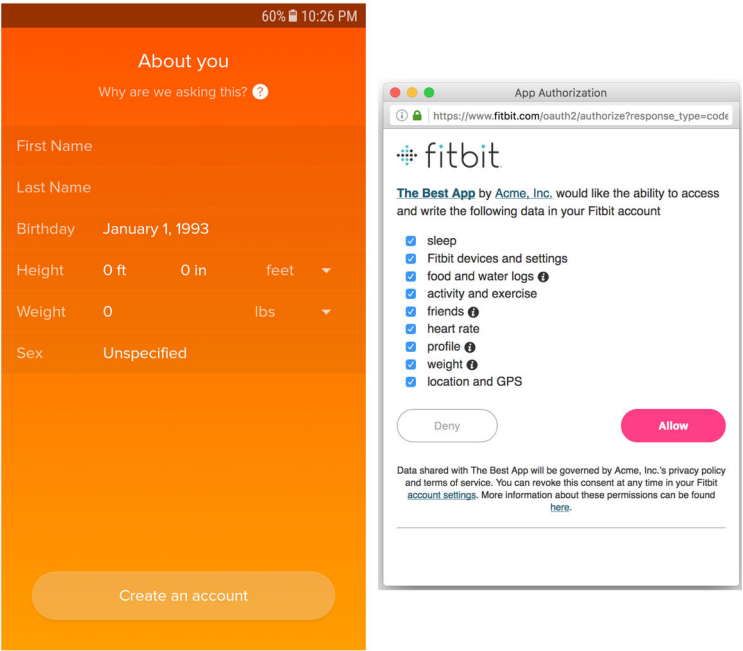 60% 10:26 PM
About you
Why are we asking this? ?
First Name
Last Name
Birthday January 1, 1993
Height 0 ft 0 in feet
Weight 0 lbs
Sex Unspecified
Create an account
App Authorization
https://www.fitbit.com/oauth2/authorize?response_type=code
fitbit
The Best App by Acme, Inc. would like the ability to access
and write the following data in your Fitbit account
sleep
Fitbit devices and settings
food and water logs i
activity and exercise
friends i
heart rate
profile i
weight i
location and GPS
Deny Allow
Data shared with The Best App will be governed by Acme, Inc.'s privacy policy
and terms of service. You can revoke this consent at any time in your Fitbit
account settings. More information about these permissions can be found
here.